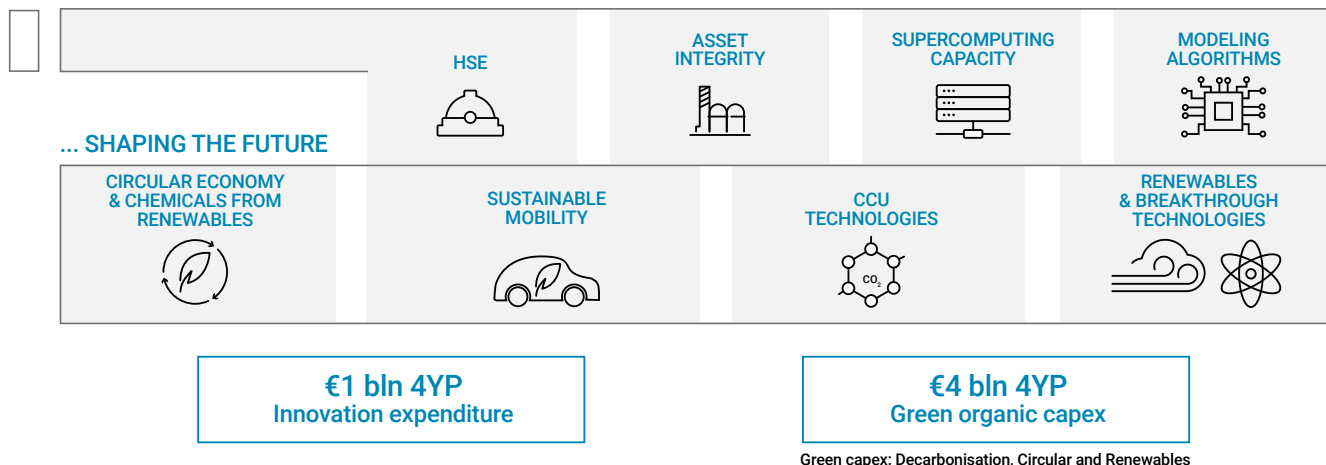 HSE
ASSET
INTEGRITY
SUPERCOMPUTING
CAPACITY
MODELING
ALGORITHMS
... SHAPING THE FUTURE
CIRCULAR ECONOMY
& CHEMICALS FROM
RENEWABLES
SUSTAINABLE
MOBILITY
CCU
TECHNOLOGIES
CO₂
RENEWABLES
& BREAKTHROUGH
TECHNOLOGIES
€1 bln 4YP
Innovation expenditure
€4 bln 4YP
Green organic capex
Green capex: Decarbonisation, Circular and Renewables